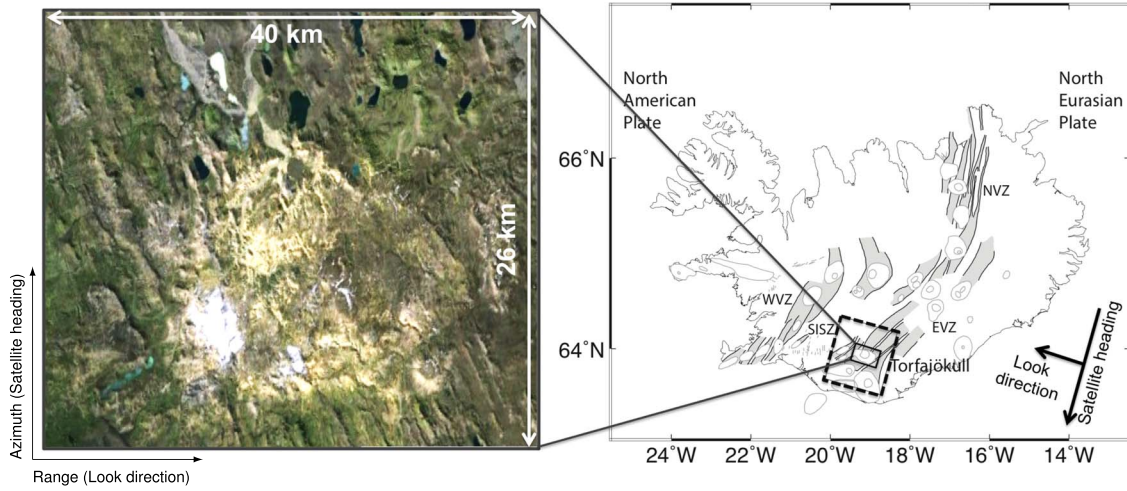 40 km
26 km
Azimuth (Satellite heading)
Range (Look direction)
North
American
Plate
North
Eurasian
Plate
66°N
64°N
NVZ
WVZ
SISZ
EVZ
Torfajökull
Look
direction
Satellite heading
24°W
22°W
20°W
18°W
16°W
14°W